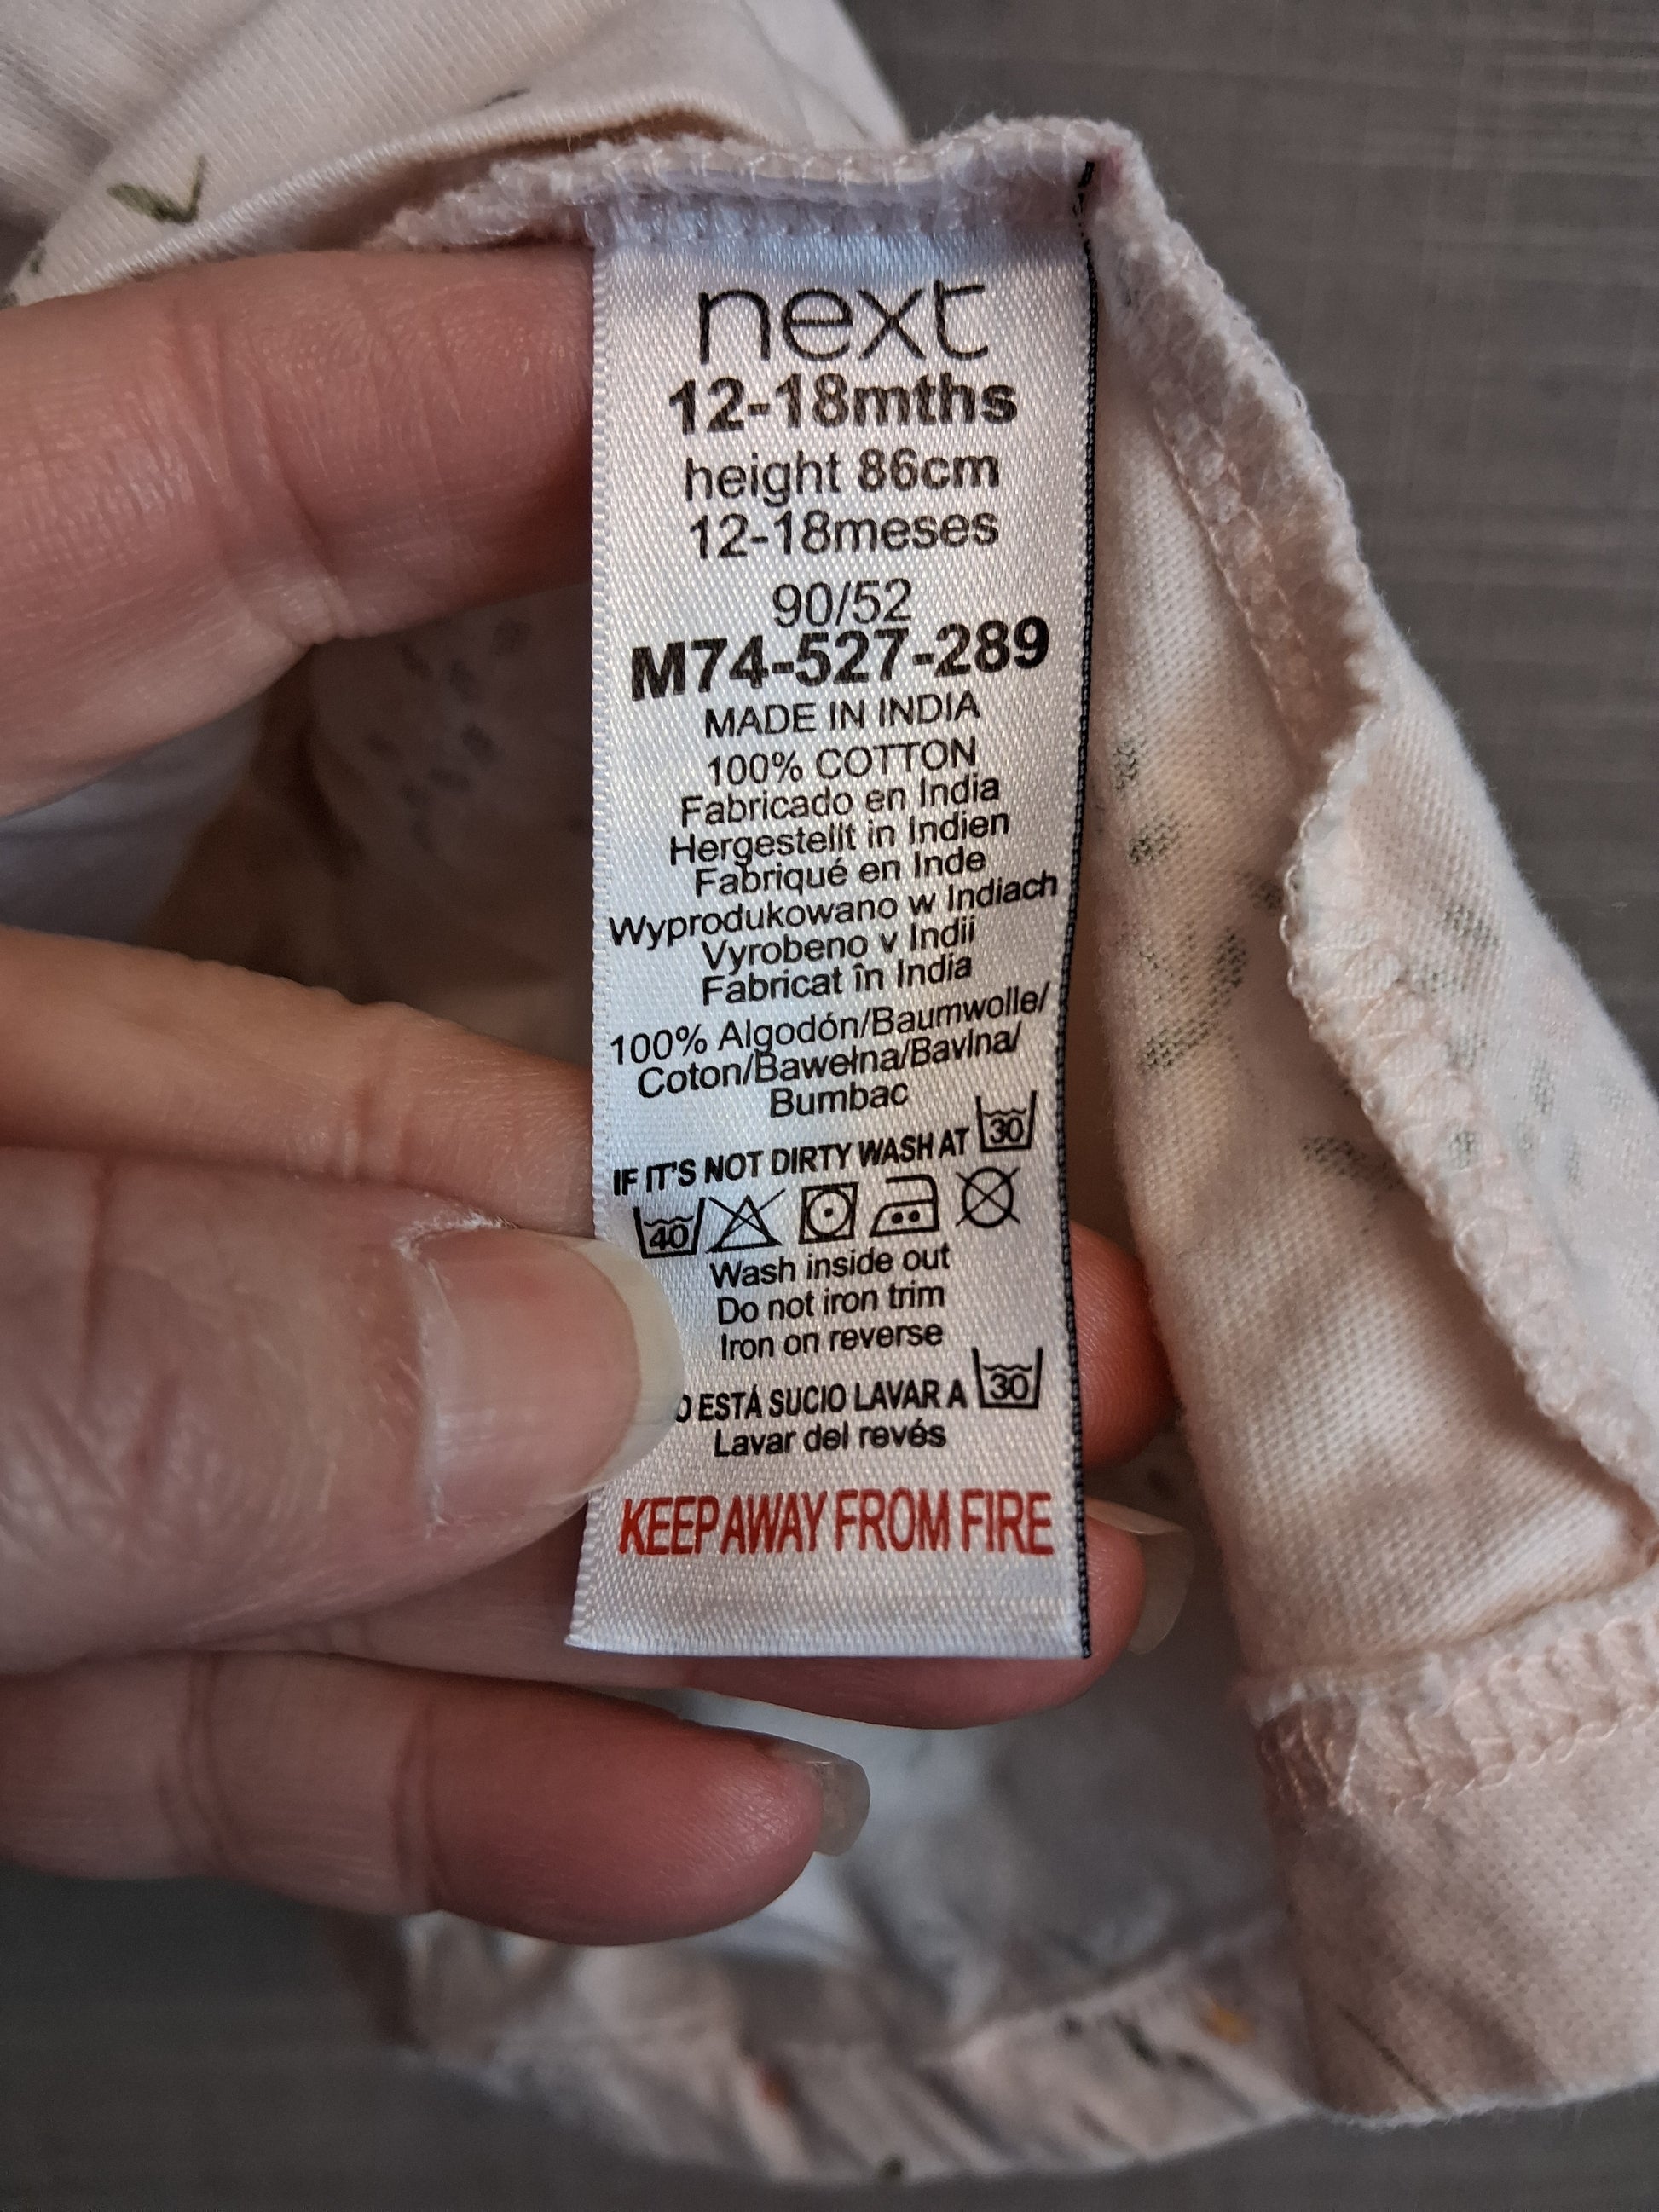 next
12-18mths
height 86cm
12-18meses
90/52
M74-527-289
MADE IN INDIA
100% COTTON
Fabricado en India
Hergestellt in Indien
Fabriqué en Inde
Wyprodukowano w Indiach
Vyrobeno v Indii
Fabricat în India
100% Algodón/Baumwolle/
Coton/Bawełna/Bavlna/
Bumbac
IF IT'S NOT DIRTY WASH AT 30
40
Wash inside out
Do not iron trim
Iron on reverse
ESTÁ SUCIO LAVAR A 30
Lavar del revés
KEEP AWAY FROM FIRE